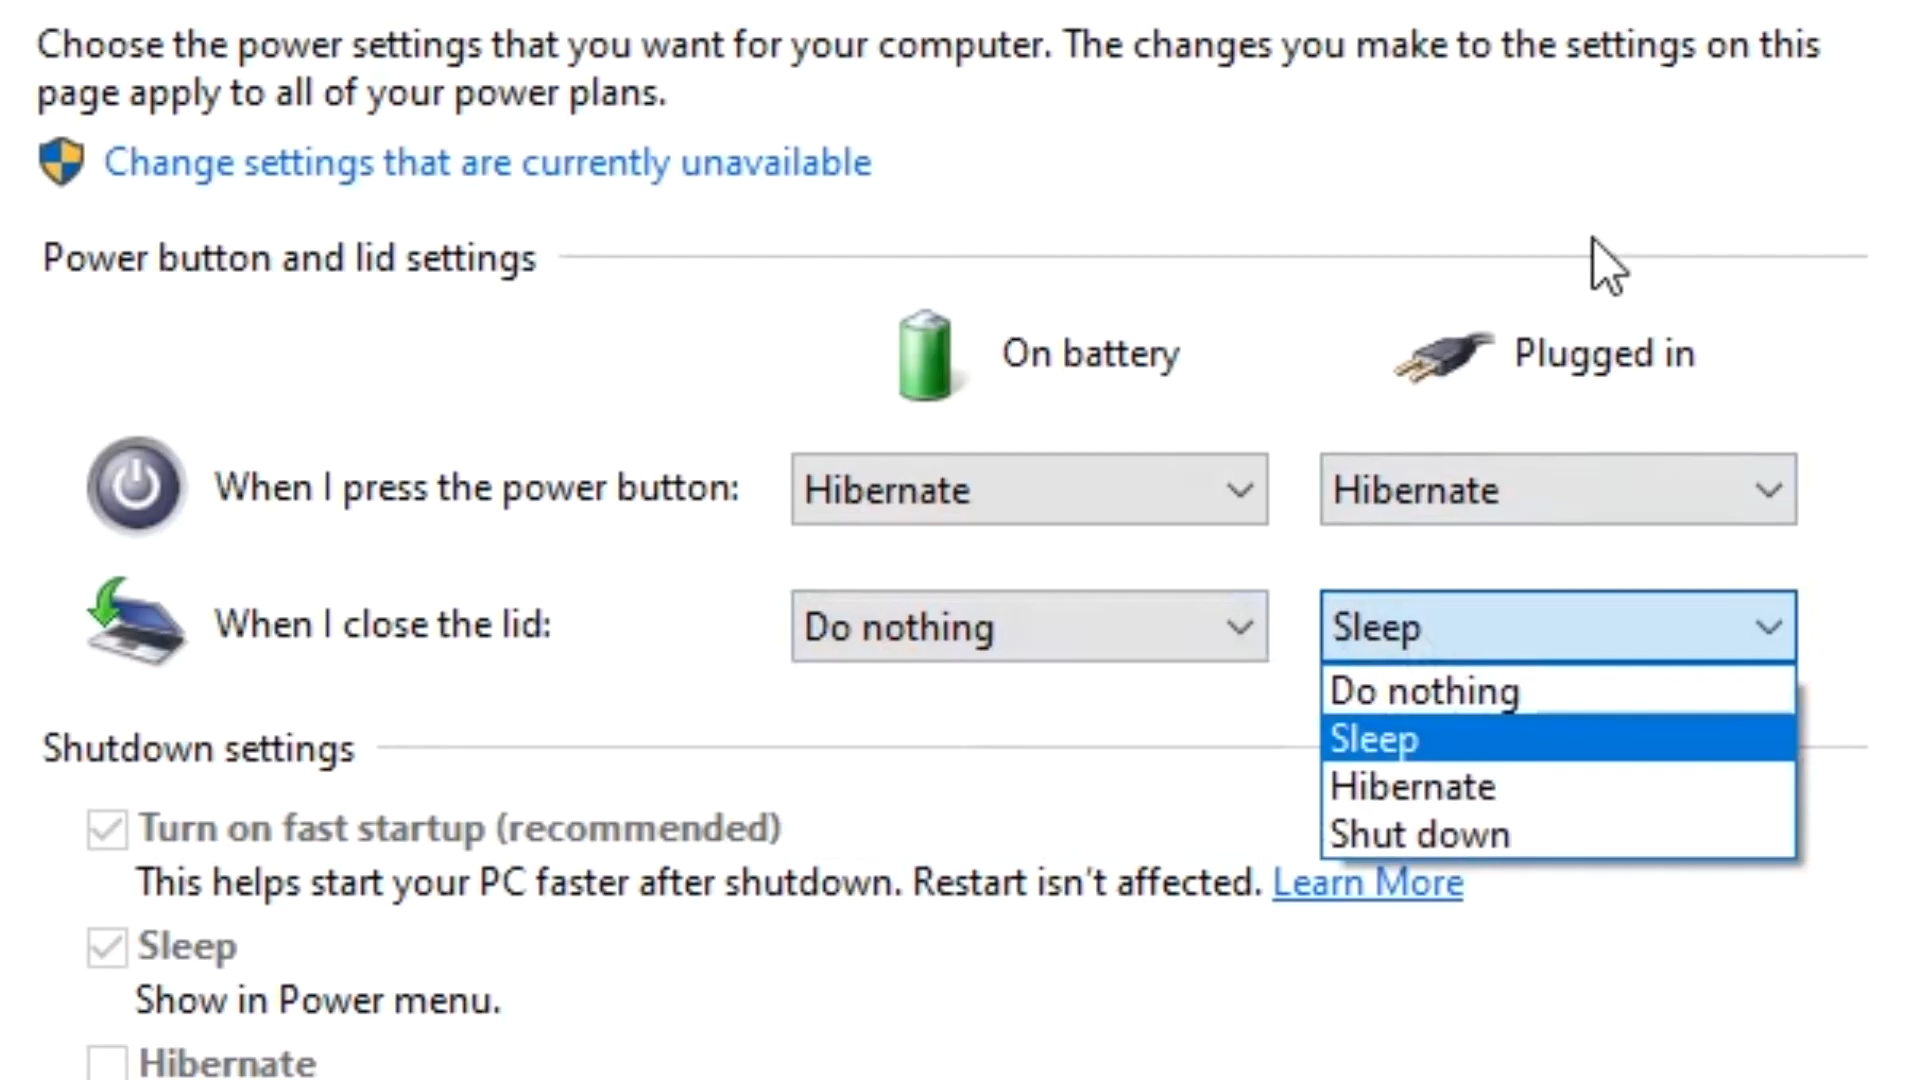 Choose the power settings that you want for your computer. The changes you make to the settings on this
page apply to all of your power plans.
Change settings that are currently unavailable
Power button and lid settings
On battery
Plugged in
When I press the power button:
Hibernate
Hibernate
When I close the lid:
Do nothing
Sleep
Do nothing
Sleep
Hibernate
Shut down
Shutdown settings
Turn on fast startup (recommended)
This helps start your PC faster after shutdown. Restart isn't affected. Learn More
Sleep
Show in Power menu.
Hibernate